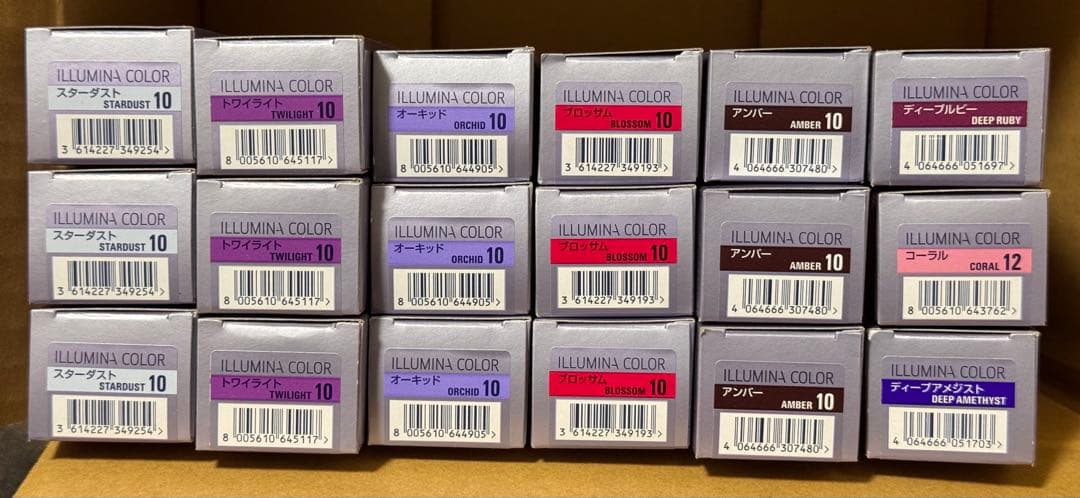 ILLUMINA COLOR
スターダスト
STARDUST 10
3 614227 349254 >
ILLUMINA COLOR
トワイライト
TWILIGHT 10
8 005610 645117 >
ILLUMINA COLOR
オーキッド
ORCHID 10
8 005610 644905 >
ILLUMINA COLOR
ブロッサム
BLOSSOM 10
3 614227 349193 >
ILLUMINA COLOR
アンバー
AMBER 10
4 064666 307480 >
ILLUMINA COLOR
ディープルビー
DEEP RUBY
4 064666 051697 >
ILLUMINA COLOR
スターダスト
STARDUST 10
3 614227 349254 >
ILLUMINA COLOR
トワイライト
TWILIGHT 10
8 005610 645117 >
ILLUMINA COLOR
オーキッド
ORCHID 10
8 005610 644905 >
ILLUMINA COLOR
ブロッサム
BLOSSOM 10
3 614227 349193 >
ILLUMINA COLOR
アンバー
AMBER 10
4 064666 307480 >
ILLUMINA COLOR
コーラル
CORAL 12
8 005610 643762 >
ILLUMINA COLOR
スターダスト
STARDUST 10
3 614227 349254 >
ILLUMINA COLOR
トワイライト
TWILIGHT 10
8 005610 645117 >
ILLUMINA COLOR
オーキッド
ORCHID 10
8 005610 644905 >
ILLUMINA COLOR
ブロッサム
BLOSSOM 10
3 614227 349193 >
ILLUMINA COLOR
アンバー
AMBER 10
4 064666 307480 >
ILLUMINA COLOR
ディープアメジスト
DEEP AMETHYST
4 064666 051703 >